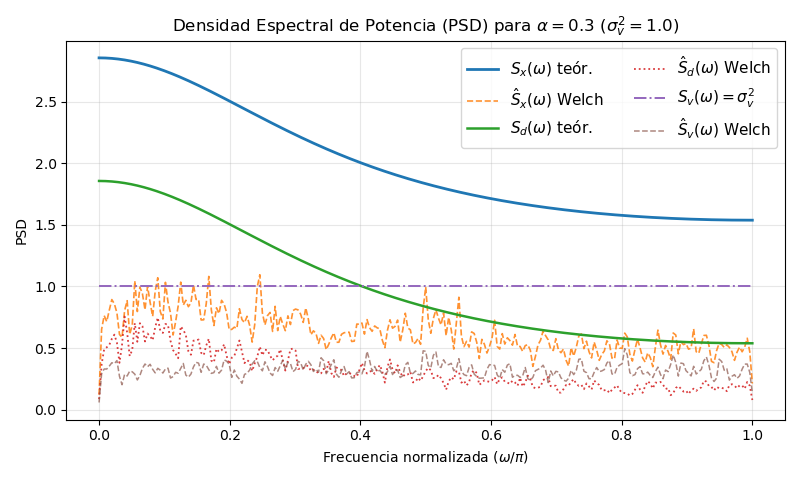 Densidad Espectral de Potencia (PSD) para α = 0.3 (σ_v^2 = 1.0)
S_x(ω) teór.
Ŝ_x(ω) Welch
S_d(ω) teór.
Ŝ_d(ω) Welch
S_v(ω) = σ_v^2
Ŝ_v(ω) Welch
PSD
2.5
2.0
1.5
1.0
0.5
0.0
0.0 0.2 0.4 0.6 0.8 1.0
Frecuencia normalizada (ω/π)